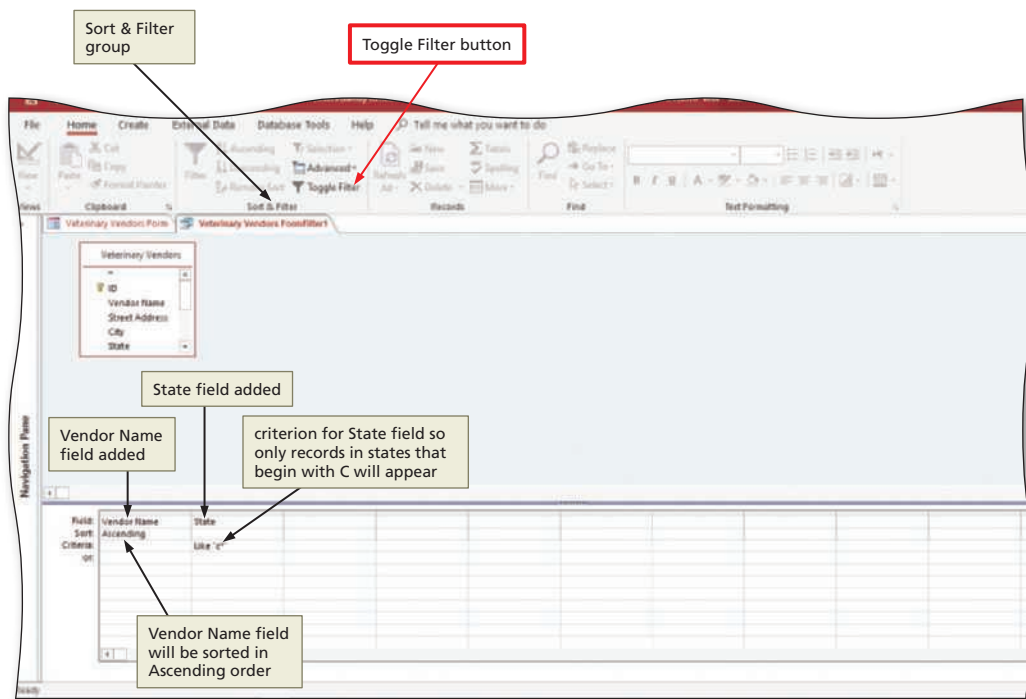 Sort & Filter
group
Toggle Filter button
File Home Create External Data Database Tools Help Tell me what you want to do
Cut
Copy
Format Painter
Paste
Clipboard
Filter
Ascending
Descending
Remove Sort
Selection
Advanced
Toggle Filter
Sort & Filter
Refresh
All
New
Save
Delete
Totals
Spelling
More
Records
Find
Replace
Go To
Select
Find
Text Formatting
Veterinary Vendors Form
Veterinary Vendors FormFilter1
Veterinary Vendors
*
ID
Vendor Name
Street Address
City
State
Navigation Pane
State field added
Vendor Name
field added
criterion for State field so
only records in states that
begin with C will appear
Field: Vendor Name State
Sort: Ascending
Criteria: Like "c*"
or:
Vendor Name field
will be sorted in
Ascending order
Ready